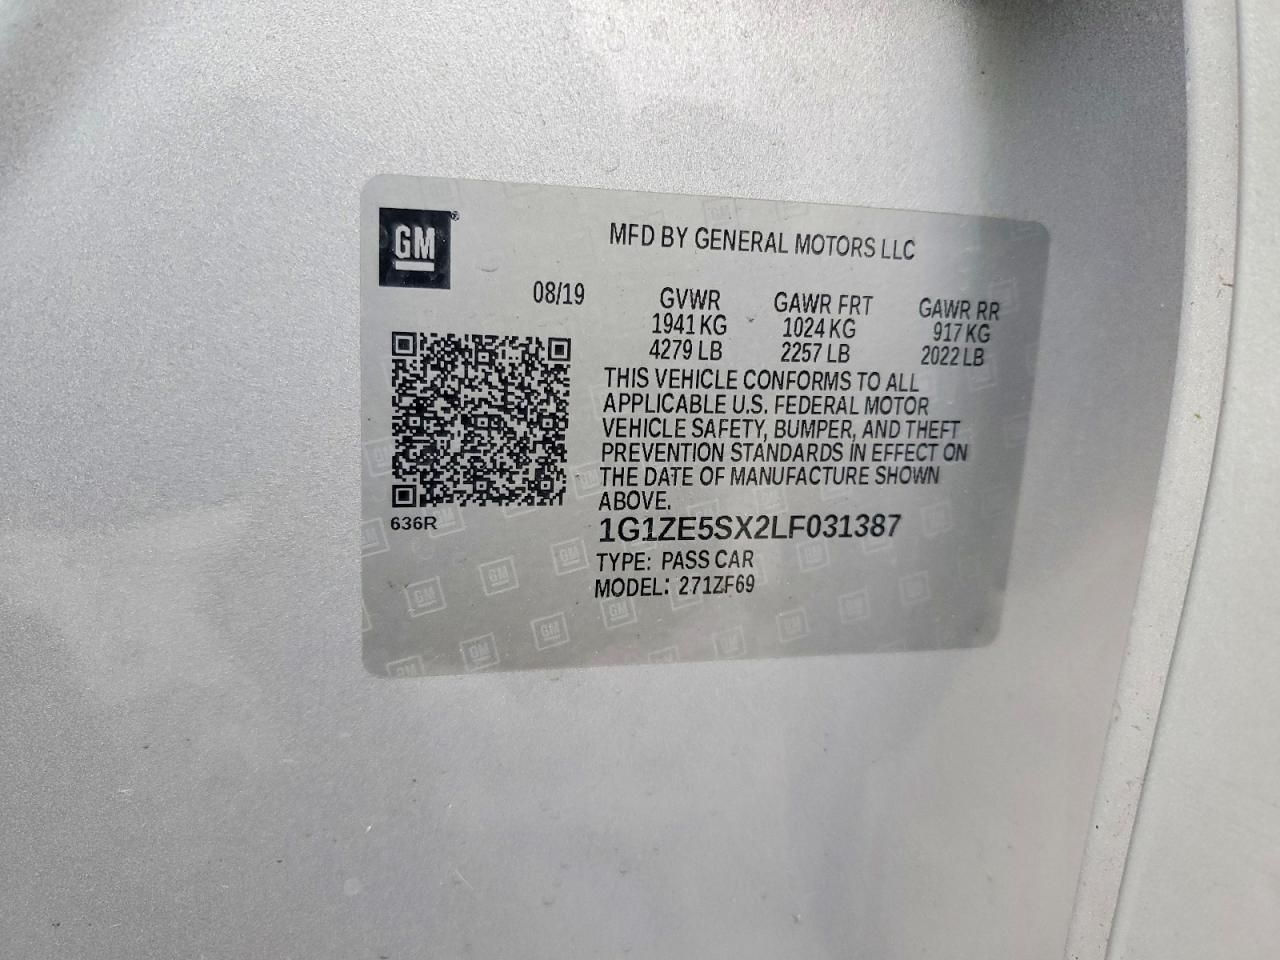 GM®
MFD BY GENERAL MOTORS LLC
08/19 GVWR GAWR FRT GAWR RR
1941 KG 1024 KG 917 KG
4279 LB 2257 LB 2022 LB
THIS VEHICLE CONFORMS TO ALL
APPLICABLE U.S. FEDERAL MOTOR
VEHICLE SAFETY, BUMPER, AND THEFT
PREVENTION STANDARDS IN EFFECT ON
THE DATE OF MANUFACTURE SHOWN
ABOVE.
636R
1G1ZE5SX2LF031387
TYPE: PASS CAR
MODEL: 271ZF69